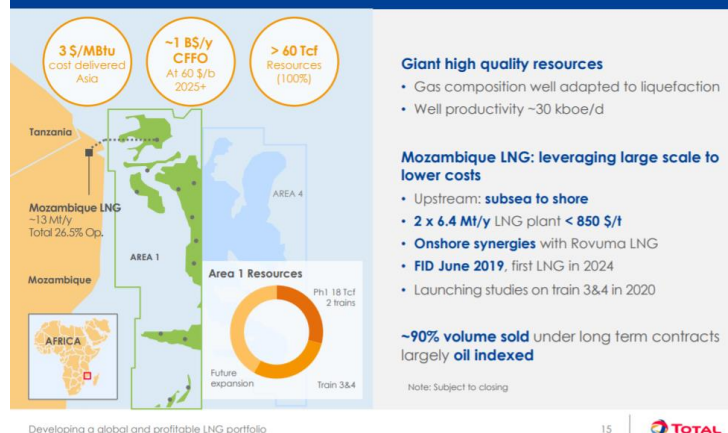 3 $/MBtu
cost delivered
Asia
~1 B$/y
CFFO
At 60 $/b
2025+
> 60 Tcf
Resources
(100%)
Tanzania
Mozambique LNG
~13 Mt/y
Total 26.5% Op.
AREA 4
AREA 1
Mozambique
AFRICA
Area 1 Resources
Ph1 18 Tcf
2 trains
Future
expansion
Train 3&4
Giant high quality resources
• Gas composition well adapted to liquefaction
• Well productivity ~30 kboe/d
Mozambique LNG: leveraging large scale to
lower costs
• Upstream: subsea to shore
• 2 x 6.4 Mt/y LNG plant < 850 $/t
• Onshore synergies with Rovuma LNG
• FID June 2019, first LNG in 2024
• Launching studies on train 3&4 in 2020
~90% volume sold under long term contracts
largely oil indexed
Note: Subject to closing
Developing a global and profitable LNG portfolio
15
TOTAL